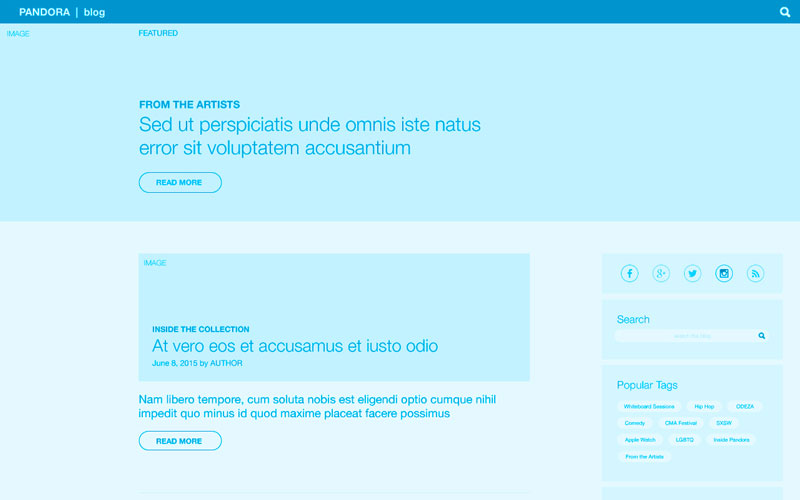 PANDORA | blog
IMAGE
FEATURED
FROM THE ARTISTS
Sed ut perspiciatis unde omnis iste natus
error sit voluptatem accusantium
READ MORE
IMAGE
INSIDE THE COLLECTION
At vero eos et accusamus et iusto odio
June 8, 2015 by AUTHOR
Nam libero tempore, cum soluta nobis est eligendi optio cumque nihil
impedit quo minus id quod maxime placeat facere possimus
READ MORE
Search
search the blog
Popular Tags
Whiteboard Sessions Hip Hop ODEZA
Comedy CMA Festival SXSW
Apple Watch LGBTQ Inside Pandora
From the Artists